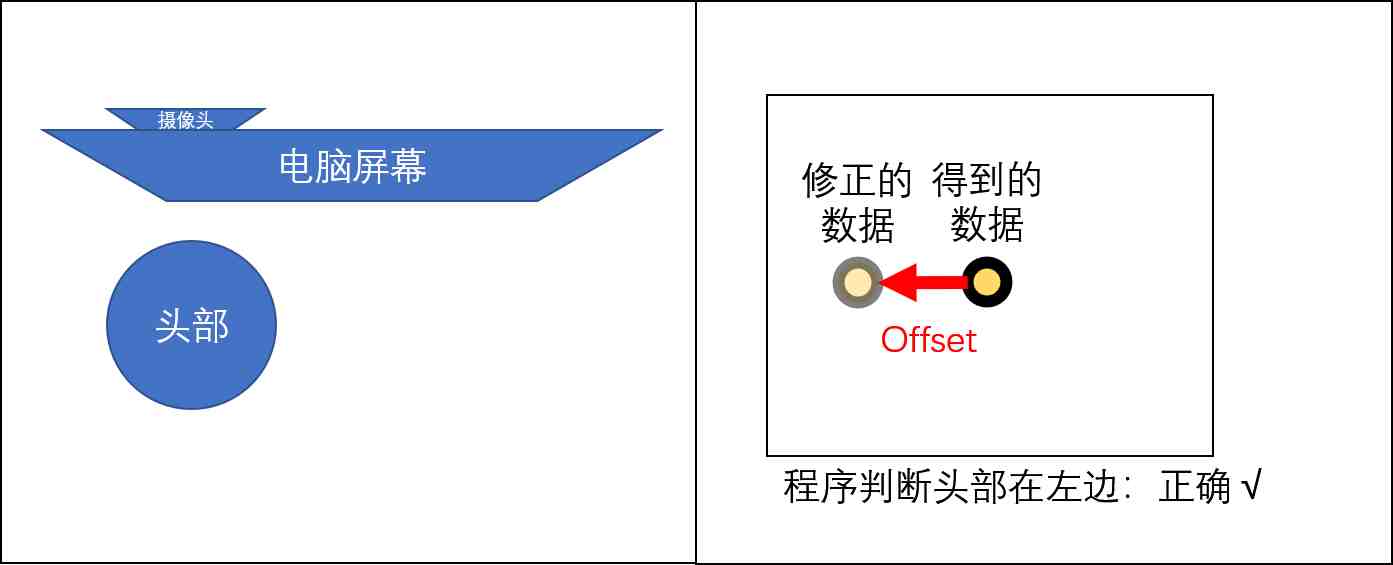 摄像头
电脑屏幕
头部
修正的
数据
得到的
数据
Offset
程序判断头部在左边：正确 √